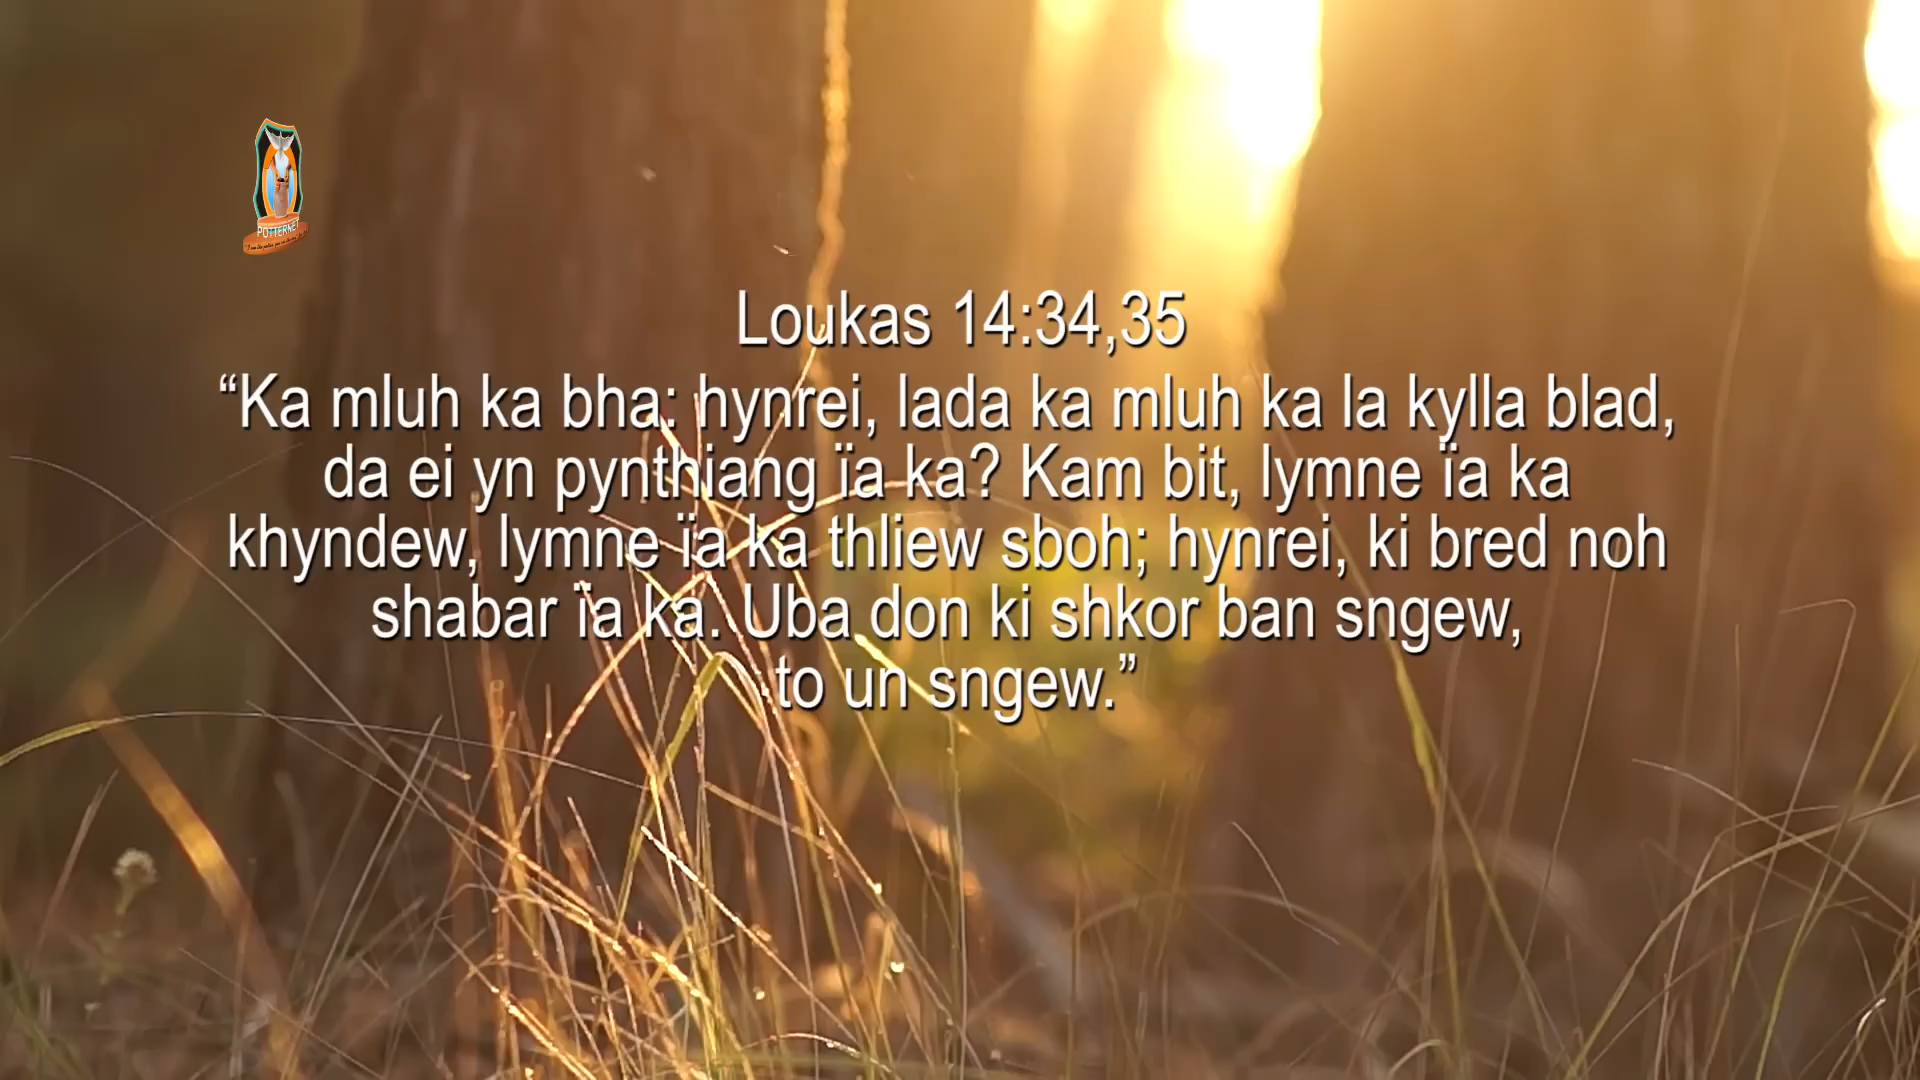 POTTERNET
Loukas 14:34,35
“Ka mluh ka bha: hynrei, lada ka mluh ka la kylla blad,
da ei yn pynthiang ïa ka? Kam bit, lymne ïa ka
khyndew, lymne ïa ka thliew sboh; hynrei, ki bred noh
shabar ïa ka. Uba don ki shkor ban sngew,
to un sngew.”